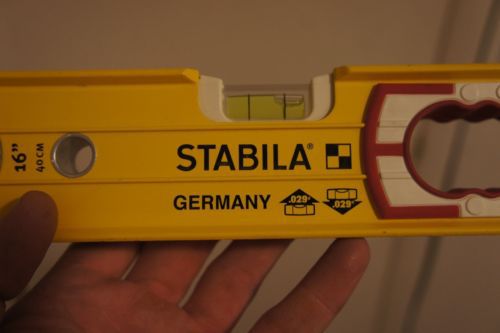 16"
40 CM
STABILA®
GERMANY .029° .029°